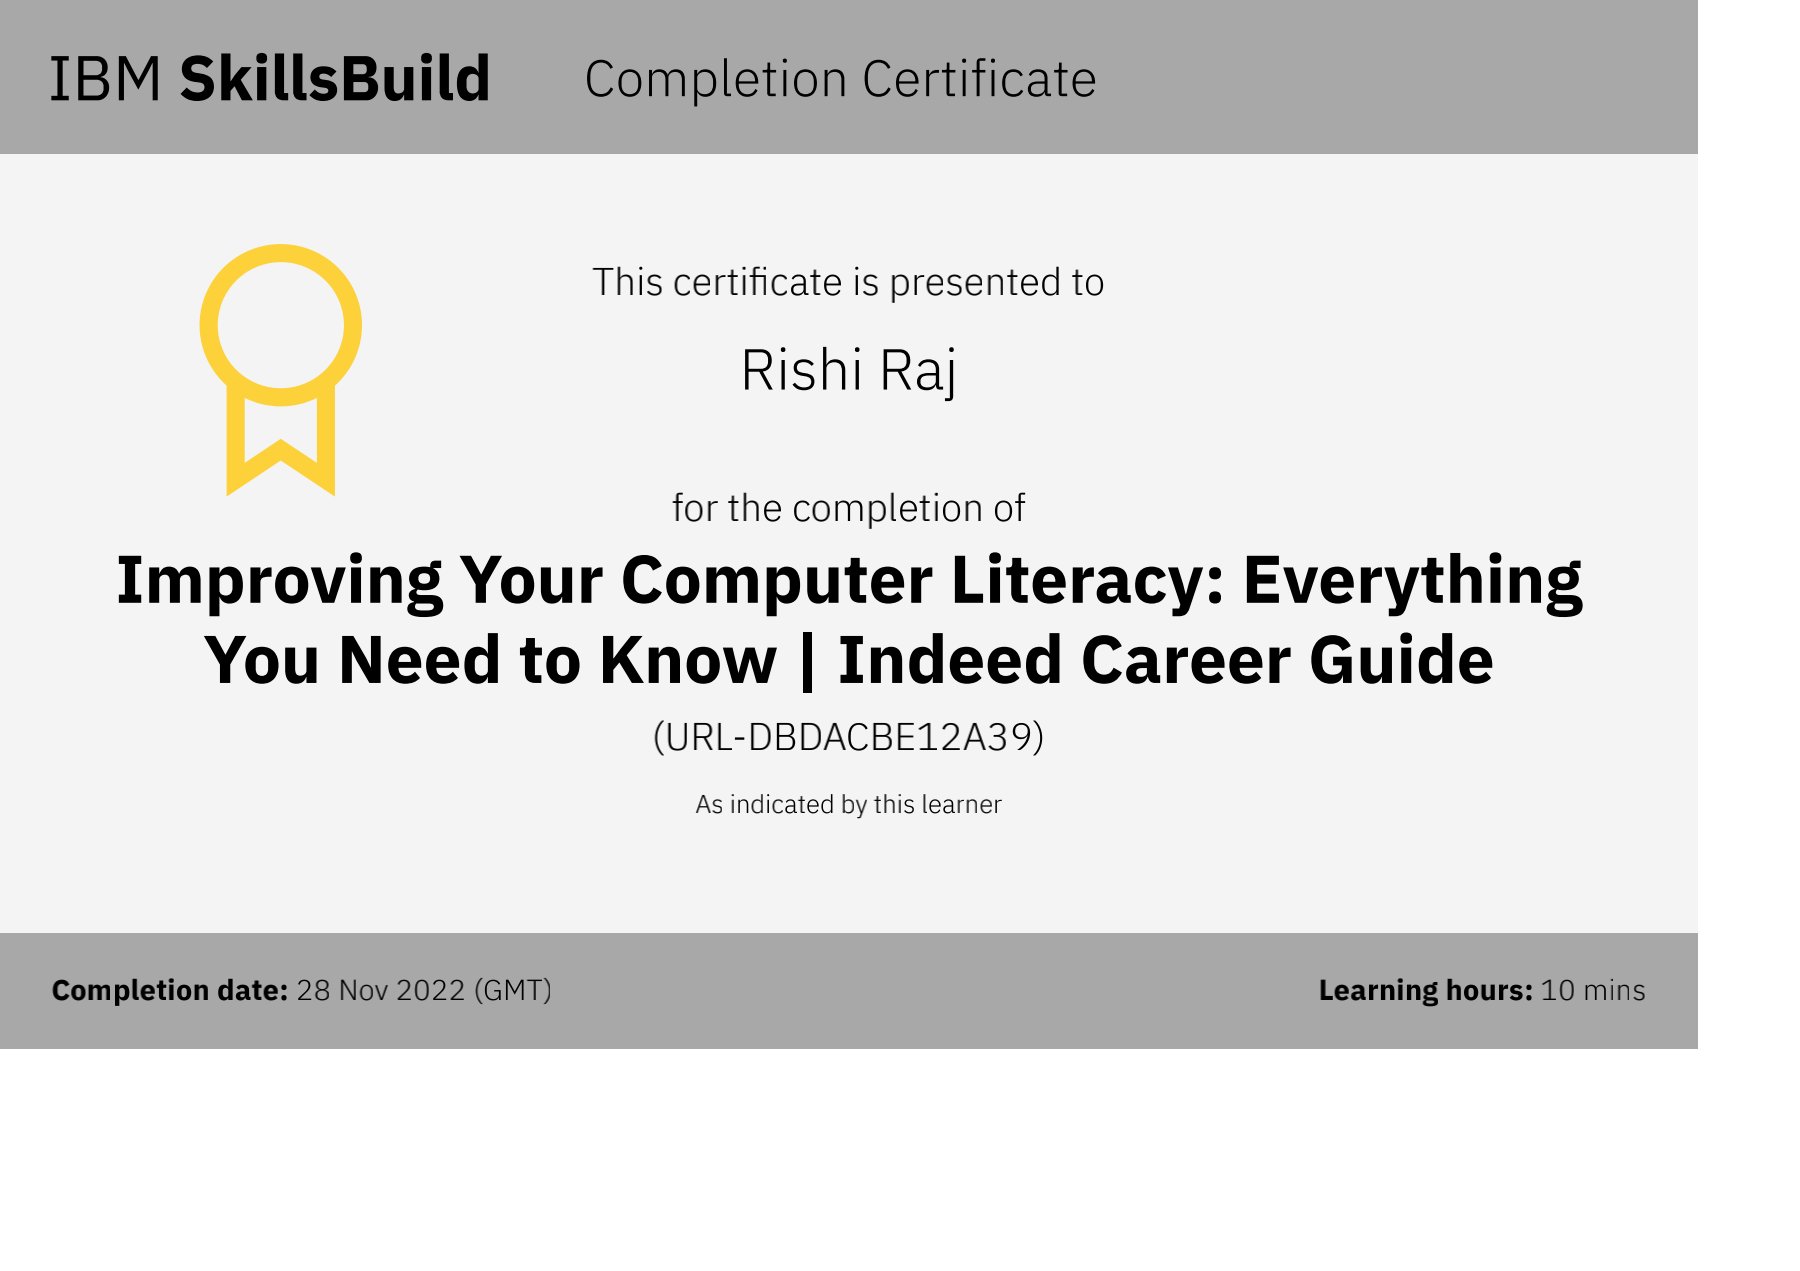 IBM SkillsBuild Completion Certificate
This certificate is presented to
Rishi Raj
for the completion of
Improving Your Computer Literacy: Everything
You Need to Know | Indeed Career Guide
(URL-DBDACBE12A39)
As indicated by this learner
Completion date: 28 Nov 2022 (GMT) Learning hours: 10 mins